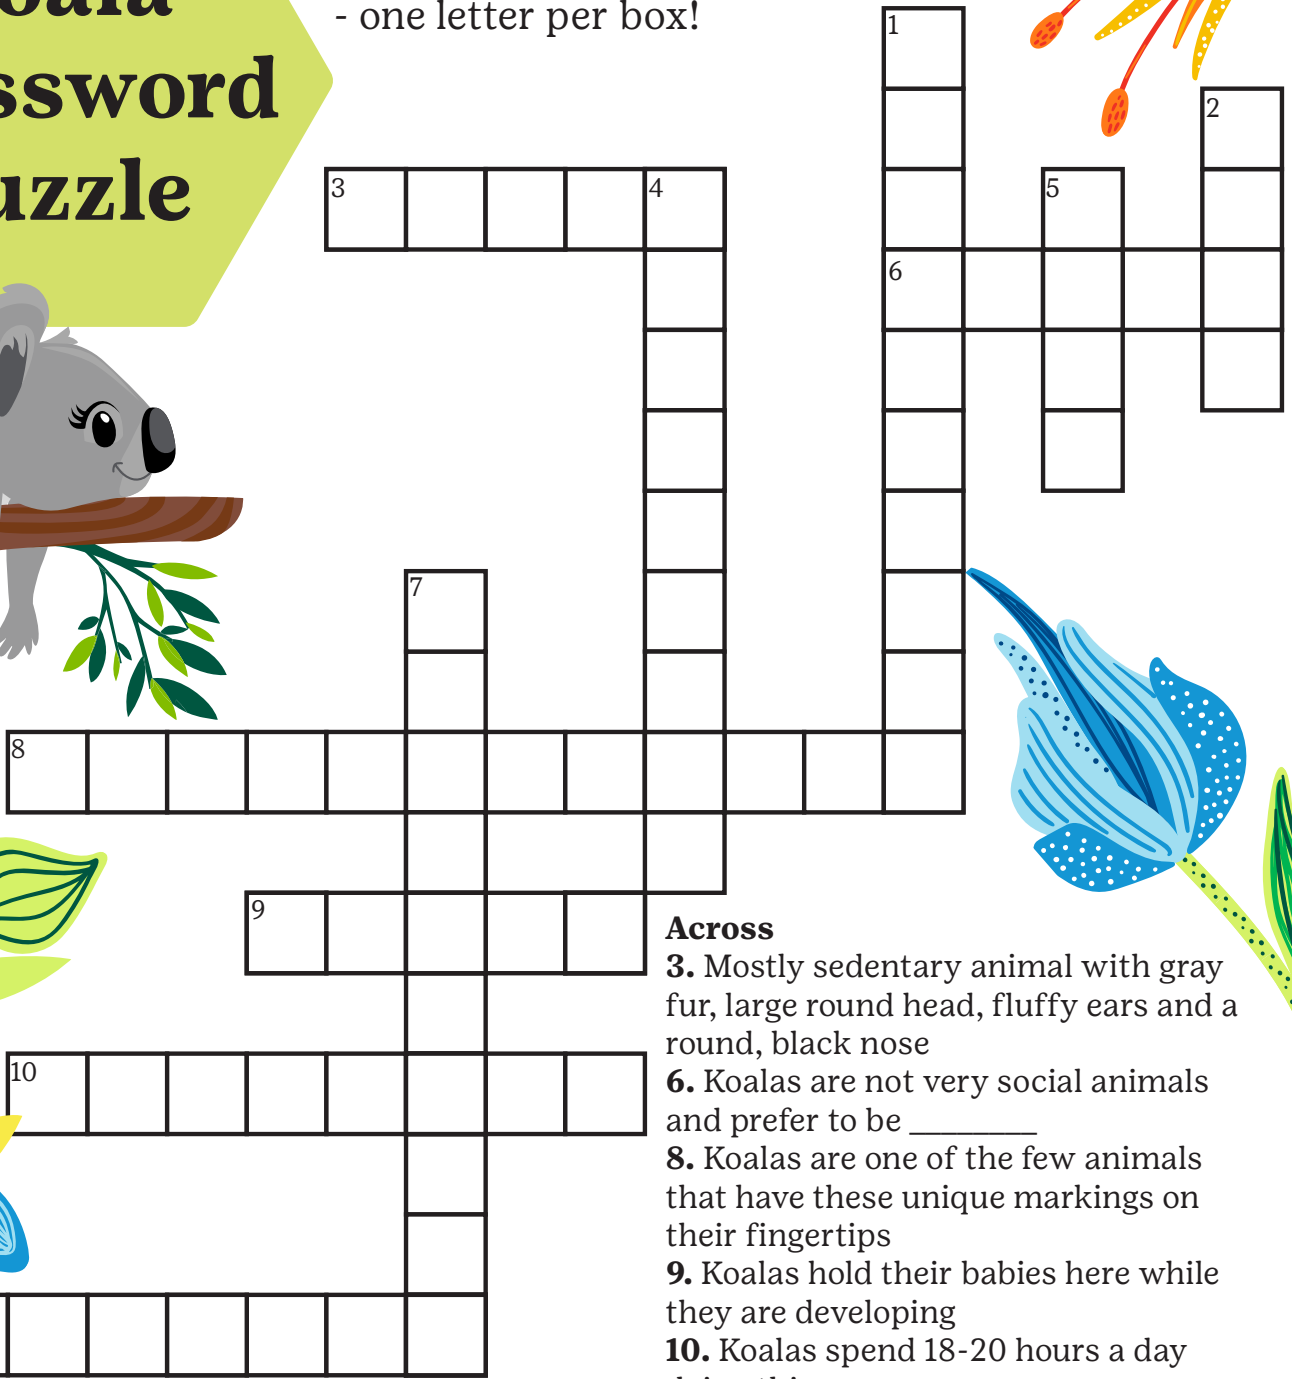 - one letter per box!
uzzle
1
2
3
4
5
6
7
8
9
10
Across
3. Mostly sedentary animal with gray
fur, large round head, fluffy ears and a
round, black nose
6. Koalas are not very social animals
and prefer to be ________
8. Koalas are one of the few animals
that have these unique markings on
their fingertips
9. Koalas hold their babies here while
they are developing
10. Koalas spend 18-20 hours a day